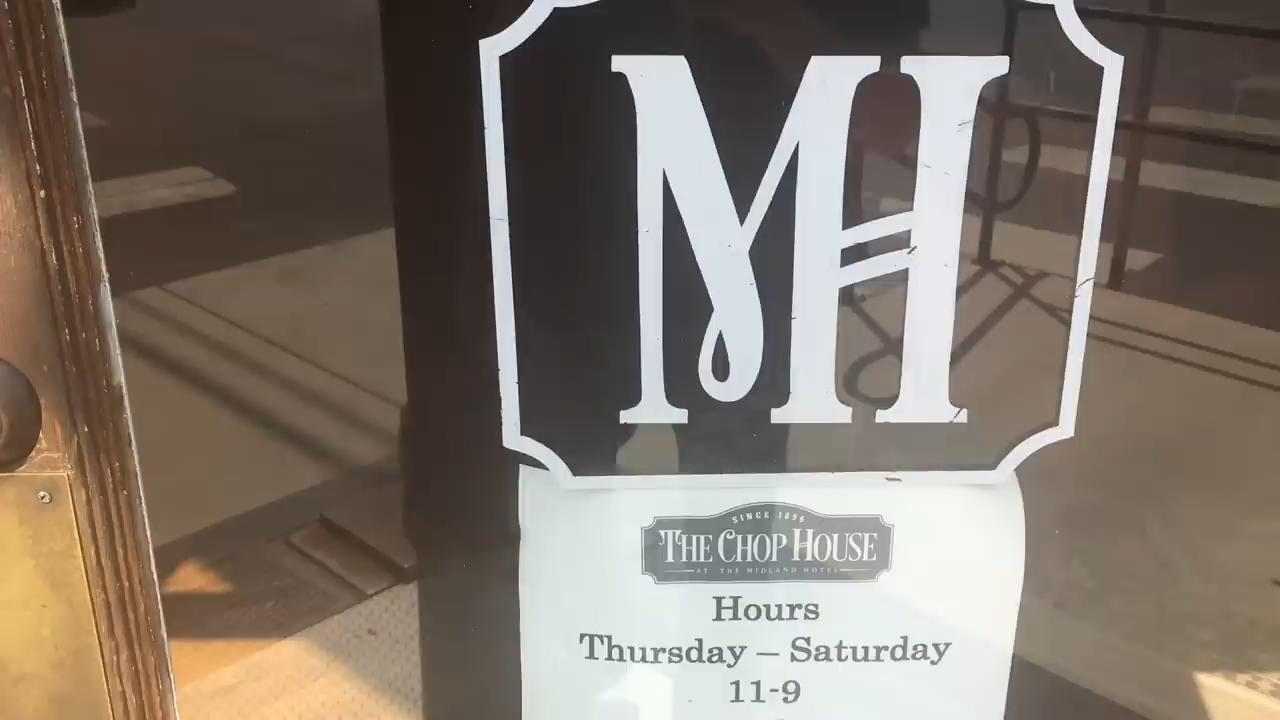 MH
SINCE 1896
THE CHOP HOUSE
AT THE MIDLAND HOTEL
Hours
Thursday – Saturday
11-9